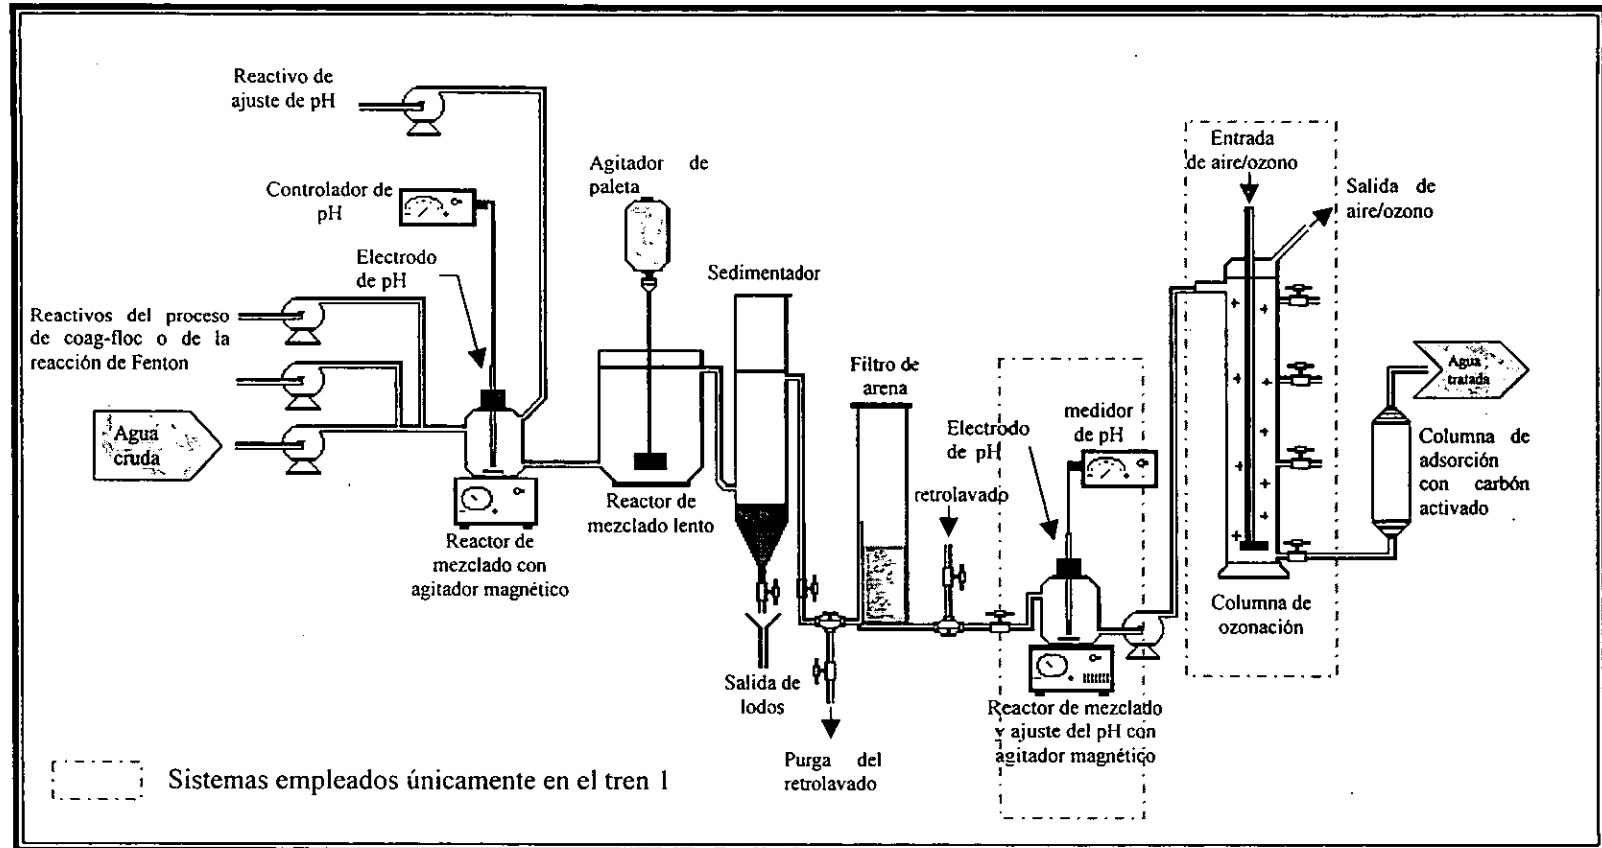 Reactivo de
ajuste de pH
Controlador de
pH
Electrodo
de pH
Agitador de
paleta
Sedimentador
Reactivos del proceso
de coag-floc o de la
reacción de Fenton
Agua
cruda
Reactor de
mezclado con
agitador magnético
Reactor de
mezclado lento
Salida de
lodos
Filtro de
arena
retrolavado
Purga del
retrolavado
Electrodo
de pH
medidor
de pH
Reactor de mezclado
y ajuste del pH con
agitador magnético
Entrada
de aire/ozono
Salida de
aire/ozono
Columna de
ozonación
Agua
tratada
Columna de
adsorción
con carbón
activado
Sistemas empleados únicamente en el tren 1